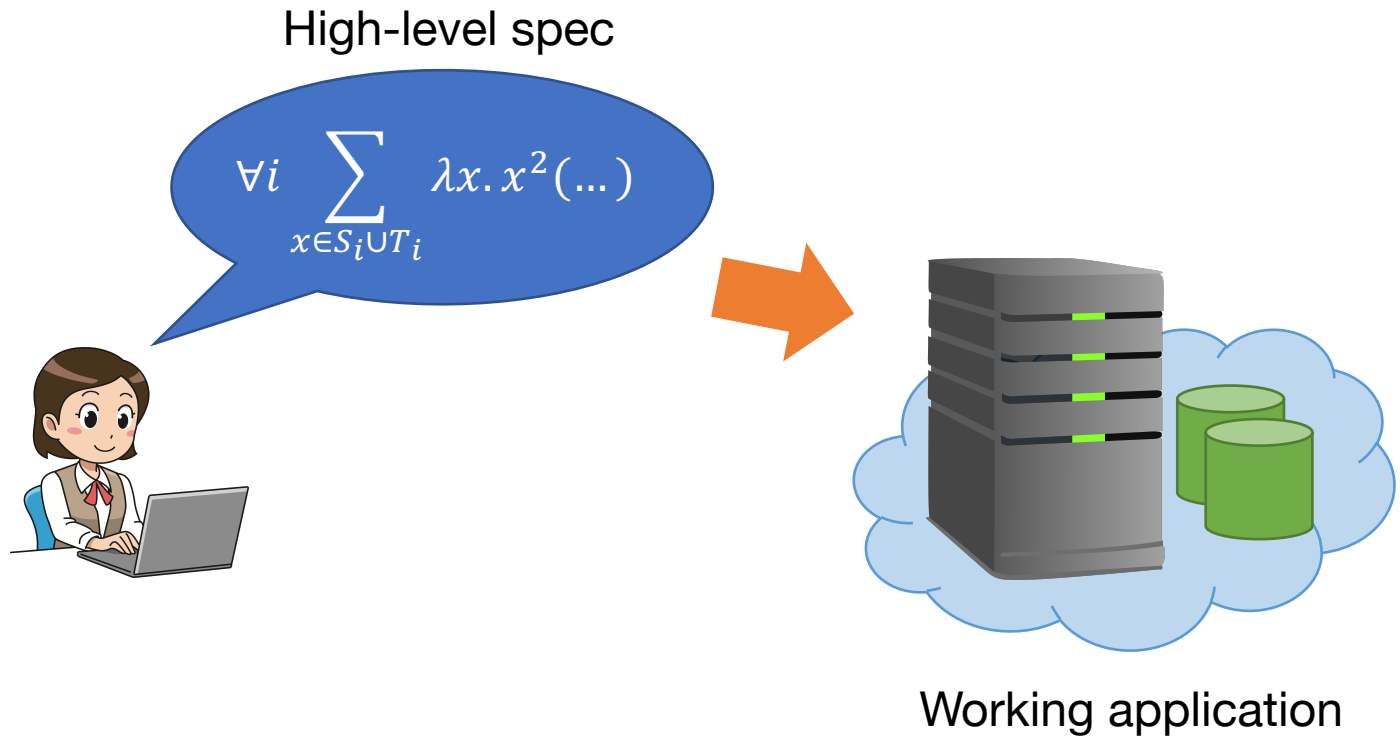 High-level spec
∀i ∑ λx. x²(…)
x∈Sᵢ∪Tᵢ
Working application